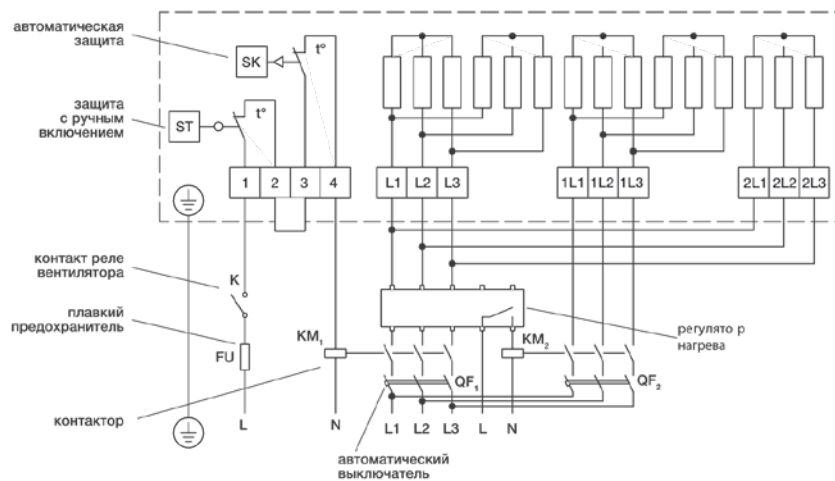 автоматическая
защита
SK
t°
защита
с ручным
включением
ST
t°
1 2 3 4
L1 L2 L3
1L1 1L2 1L3
2L1 2L2 2L3
контакт реле
вентилятора
K
плавкий
предохранитель
FU
KM1
KM2
регулято р
нагрева
QF1
QF2
контактор
L
N
L1 L2 L3 L N
автоматический
выключатель